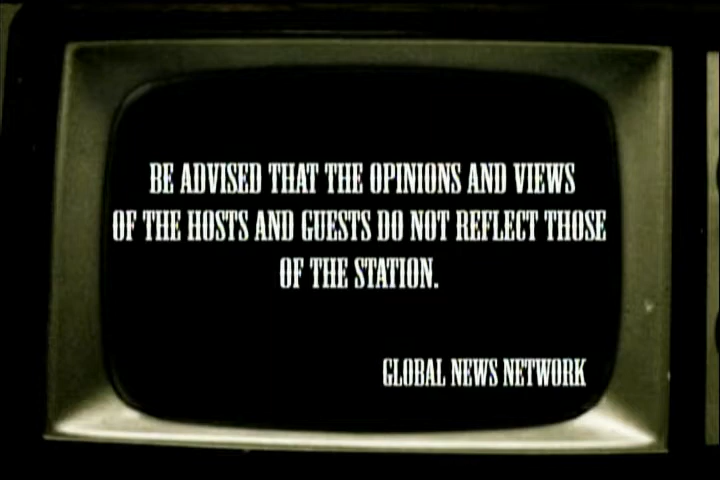 BE ADVISED THAT THE OPINIONS AND VIEWS
OF THE HOSTS AND GUESTS DO NOT REFLECT THOSE
OF THE STATION.
GLOBAL NEWS NETWORK